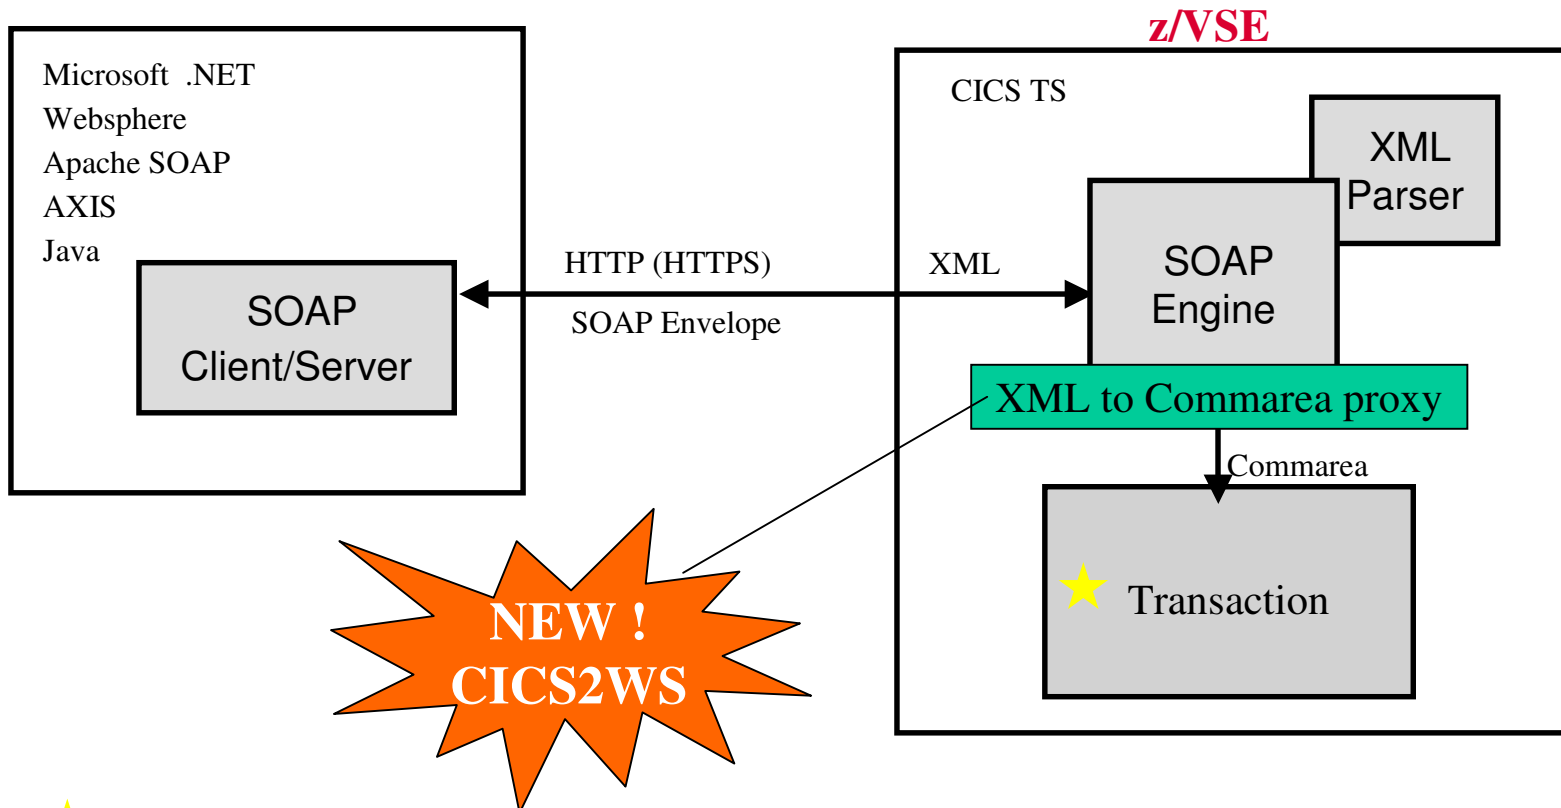 z/VSE
Microsoft .NET
Websphere
Apache SOAP
AXIS
Java
SOAP
Client/Server
HTTP (HTTPS)
SOAP Envelope
CICS TS
XML
Parser
XML
SOAP
Engine
XML to Commarea proxy
Commarea
Transaction
NEW !
CICS2WS